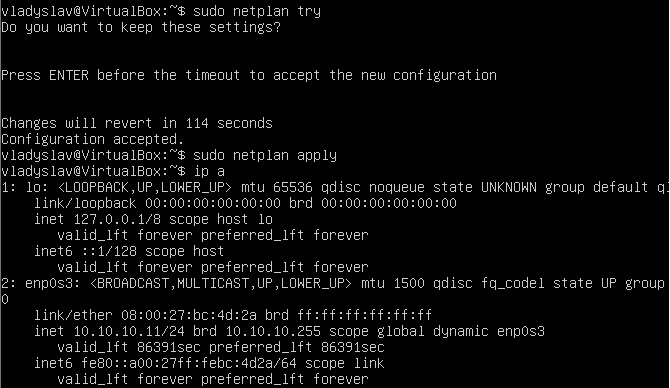 vladyslav@VirtualBox:~$ sudo netplan try
Do you want to keep these settings?
Press ENTER before the timeout to accept the new configuration
Changes will revert in 114 seconds
Configuration accepted.
vladyslav@VirtualBox:~$ sudo netplan apply
vladyslav@VirtualBox:~$ ip a
1: lo: <LOOPBACK,UP,LOWER_UP> mtu 65536 qdisc noqueue state UNKNOWN group default ql
    link/loopback 00:00:00:00:00:00 brd 00:00:00:00:00:00
    inet 127.0.0.1/8 scope host lo
       valid_lft forever preferred_lft forever
    inet6 ::1/128 scope host
       valid_lft forever preferred_lft forever
2: enp0s3: <BROADCAST,MULTICAST,UP,LOWER_UP> mtu 1500 qdisc fq_codel state UP group
0
    link/ether 08:00:27:bc:4d:2a brd ff:ff:ff:ff:ff:ff
    inet 10.10.10.11/24 brd 10.10.10.255 scope global dynamic enp0s3
       valid_lft 86391sec preferred_lft 86391sec
    inet6 fe80::a00:27ff:febc:4d2a/64 scope link
       valid_lft forever preferred_lft forever